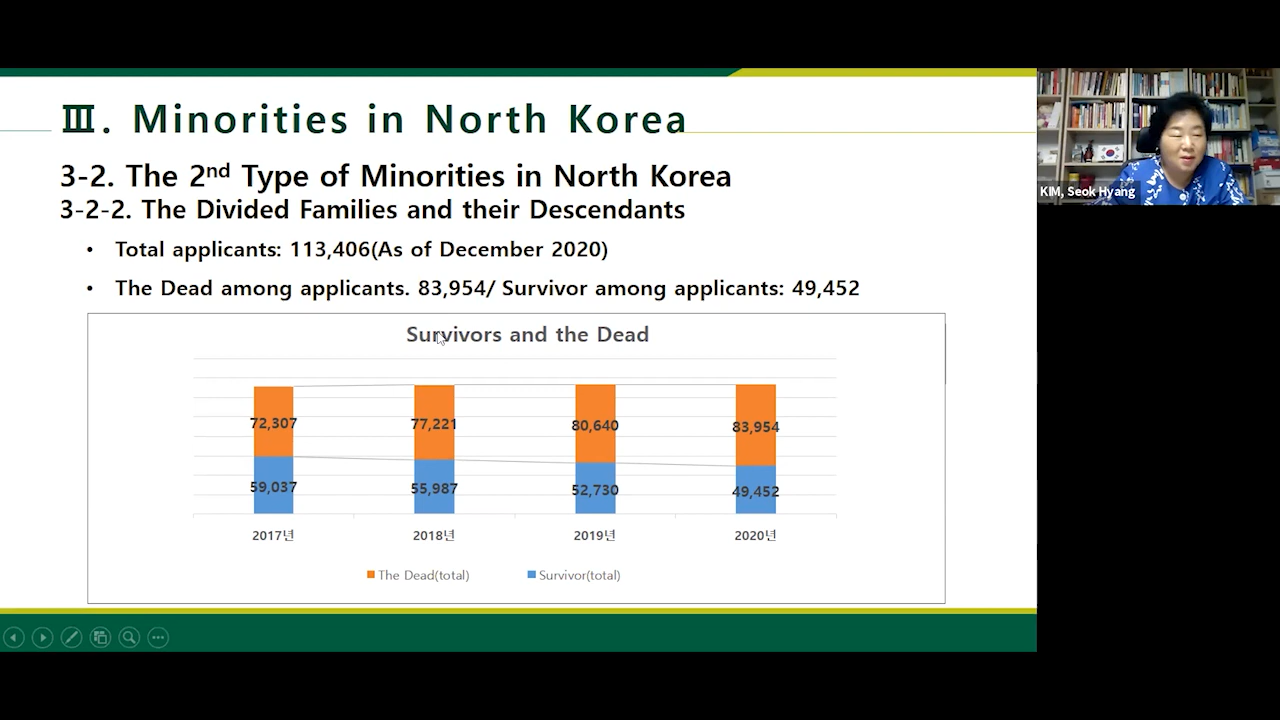 Ⅲ. Minorities in North Korea
3-2. The 2nd Type of Minorities in North Korea
3-2-2. The Divided Families and their Descendants
• Total applicants: 113,406(As of December 2020)
• The Dead among applicants. 83,954/ Survivor among applicants: 49,452
Survivors and the Dead
72,307 77,221 80,640 83,954
59,037 55,987 52,730 49,452
2017년 2018년 2019년 2020년
The Dead(total) Survivor(total)
KIM, Seok Hyang